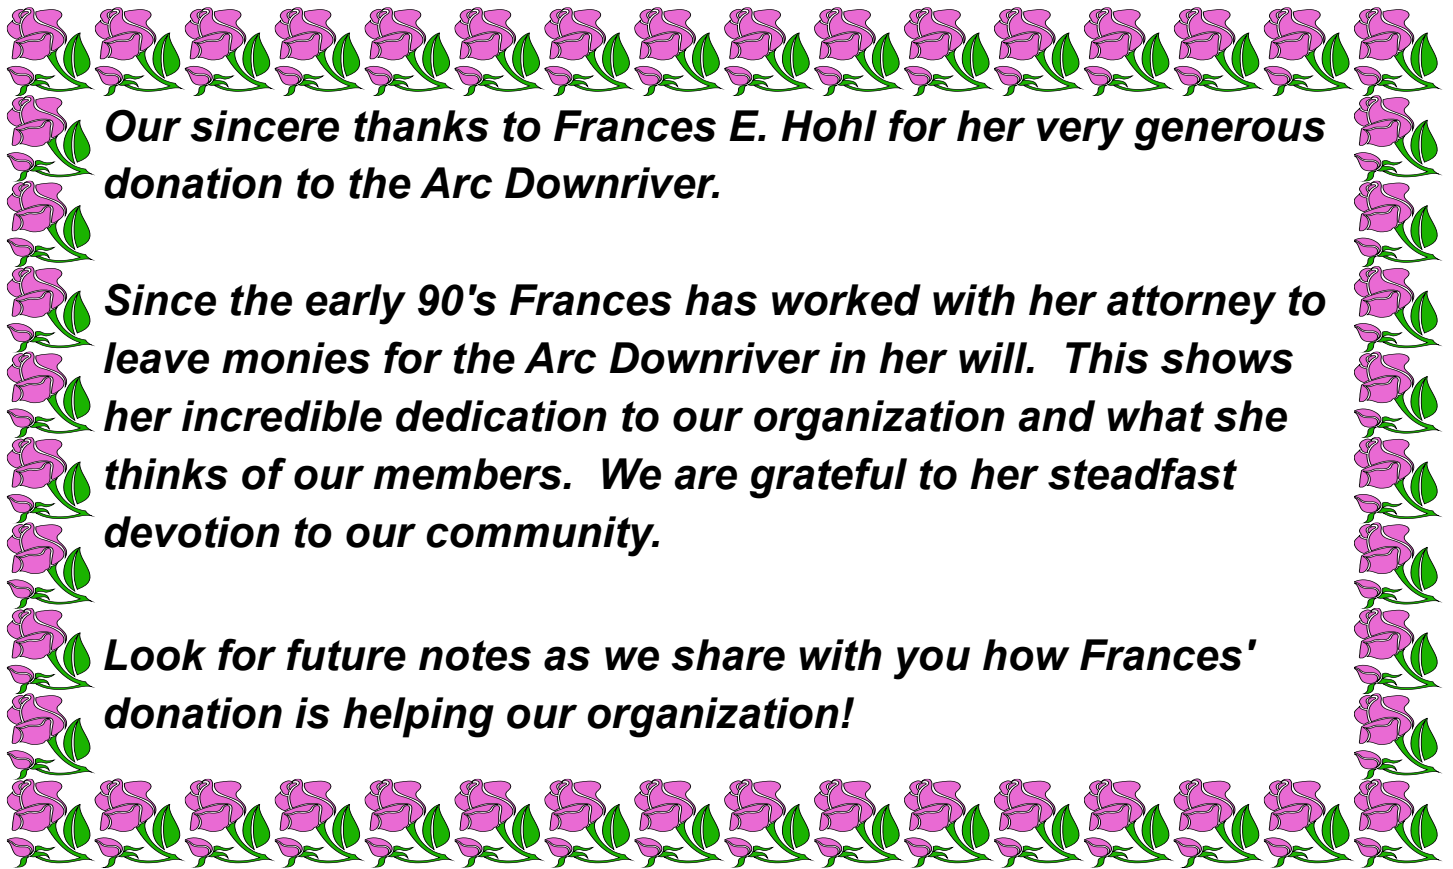 Our sincere thanks to Frances E. Hohl for her very generous
donation to the Arc Downriver.
Since the early 90's Frances has worked with her attorney to
leave monies for the Arc Downriver in her will.  This shows
her incredible dedication to our organization and what she
thinks of our members.  We are grateful to her steadfast
devotion to our community.
Look for future notes as we share with you how Frances'
donation is helping our organization!